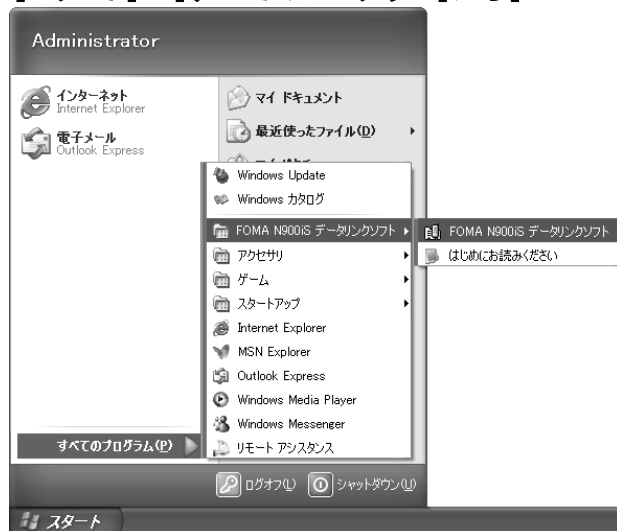 Administrator
インターネット
Internet Explorer
電子メール
Outlook Express
マイ ドキュメント
最近使ったファイル(D)
Windows Update
Windows カタログ
FOMA N900iS データリンクソフト
アクセサリ
ゲーム
スタートアップ
Internet Explorer
MSN Explorer
Outlook Express
Windows Media Player
Windows Messenger
リモート アシスタンス
FOMA N900iS データリンクソフト
はじめにお読みください
すべてのプログラム(P)
ログオフ(L)
シャットダウン(U)
スタート